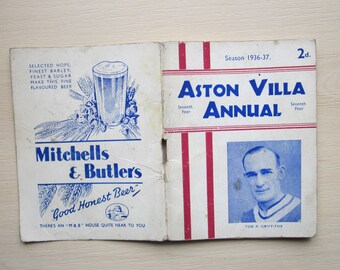 SELECTED HOPS,
FINEST BARLEY,
YEAST & SUGAR
MAKE THIS FINE
FLAVOURED BEER
Mitchells
& Butler's
"Good Honest Beer"
THERE'S AN "M&B" HOUSE QUITE NEAR TO YOU
Season 1936-37.
2d.
ASTON VILLA
ANNUAL
Seventh
Year
Seventh
Year
TOM P. GRIFFITHS